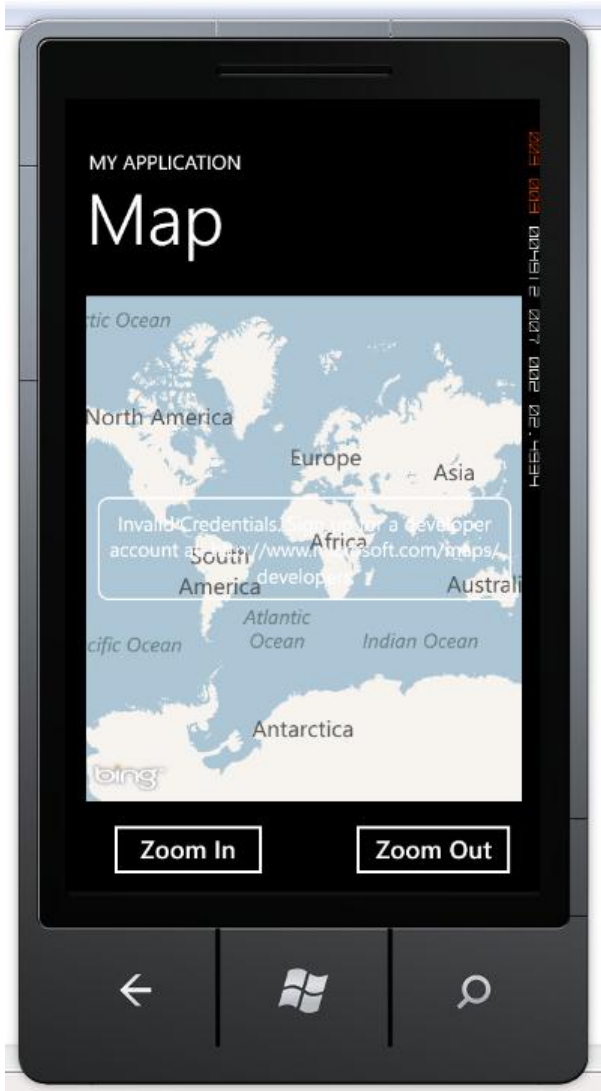 MY APPLICATION
Map
ctic Ocean
North America
Europe
Asia
Invalid Credentials. Sign up for a developer
account at http://www.microsoft.com/maps/
developers
Africa
South
America
Australi
Atlantic
Ocean
cific Ocean
Indian Ocean
Antarctica
bing
Zoom In
Zoom Out